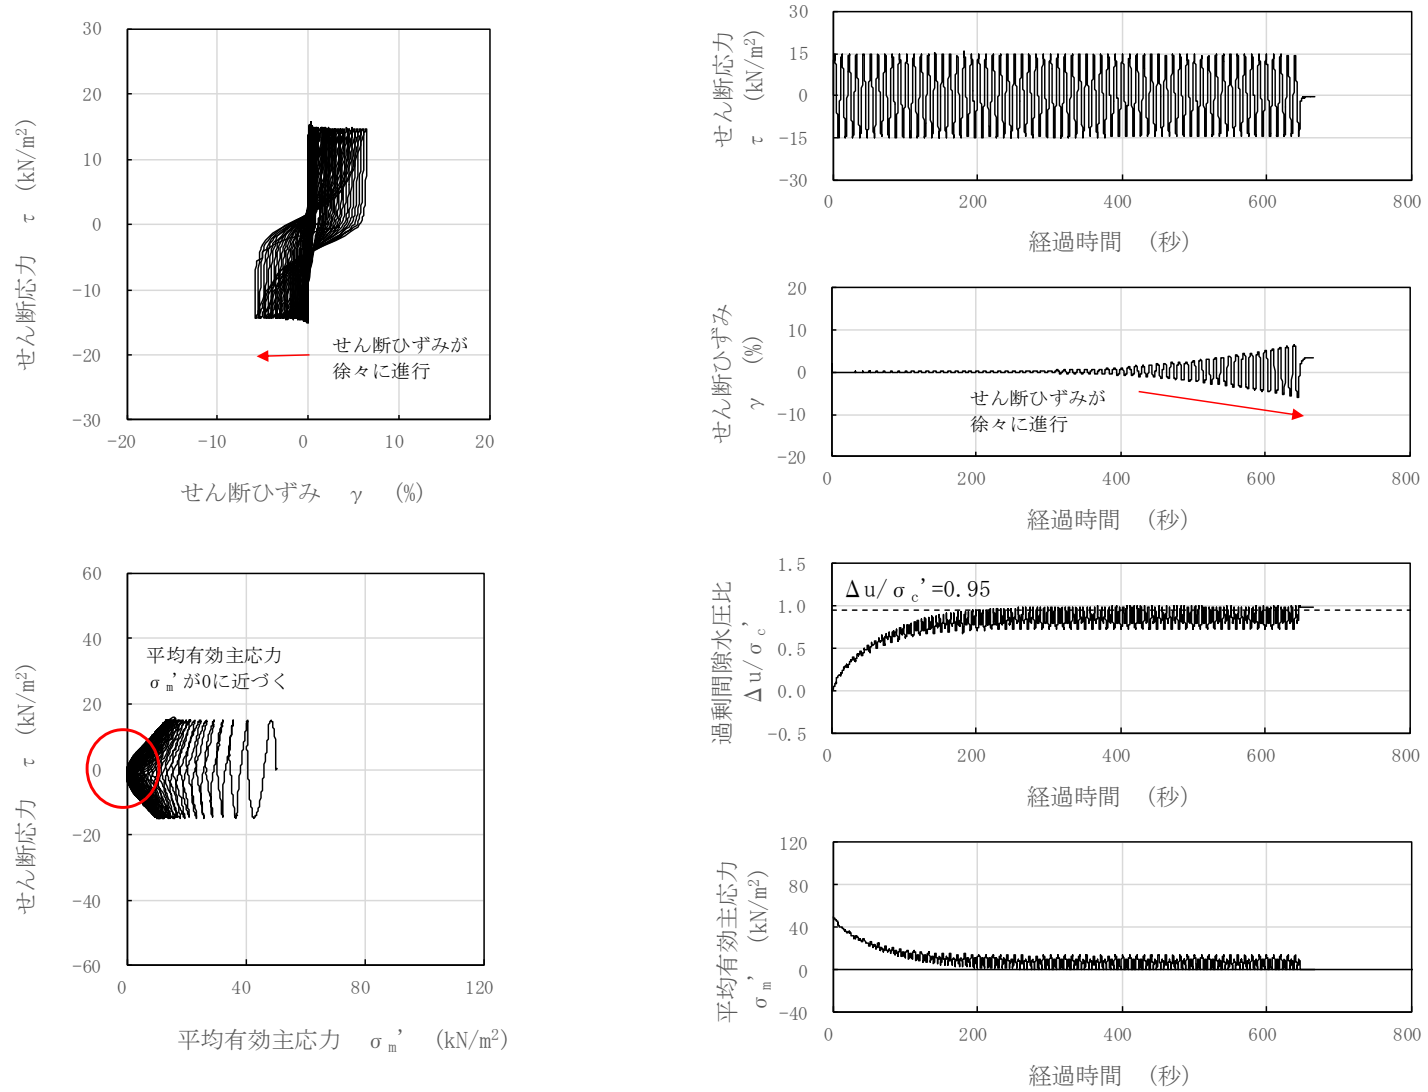 30
20
10
0
-10
-20
-30
-20
-10
0
10
20
せん断応力 τ (kN/m²)
せん断ひずみ γ (%)
せん断ひずみが
徐々に進行
60
40
20
0
-20
-40
-60
0
40
80
120
せん断応力 τ (kN/m²)
平均有効主応力 σm' (kN/m²)
平均有効主応力
σm'が0に近づく
30
15
0
-15
-30
0
200
400
600
800
せん断応力
τ (kN/m²)
経過時間 (秒)
20
10
0
-10
-20
0
200
400
600
800
せん断ひずみ
γ (%)
経過時間 (秒)
せん断ひずみが
徐々に進行
1.5
1.0
0.5
0.0
-0.5
0
200
400
600
800
過剰間隙水圧比
Δu/σc'
経過時間 (秒)
Δu/σc'=0.95
120
80
40
0
-40
0
200
400
600
800
平均有効主応力
σm' (kN/m²)
経過時間 (秒)